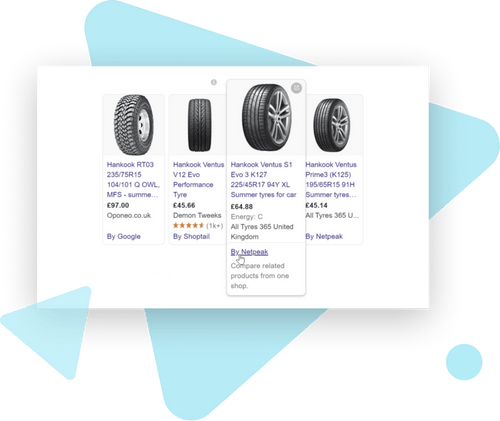 Hankook RT03
235/75R15
104/101 Q OWL,
MFS - summe...
£97.00
Oponeo.co.uk
By Google
Hankook Ventus
V12 Evo
Performance
Tyre
£45.66
Demon Tweeks
(1k+)
By Shoptail
Hankook Ventus S1
Evo 3 K127
225/45R17 94Y XL
Summer tyres for car
£64.88
Energy: C
All Tyres 365 United
Kingdom
By Netpeak
Compare related
products from one
shop.
Hankook Ventus
Prime3 (K125)
195/65R15 91H
Summer tyres...
£45.14
All Tyres 365 U...
By Netpeak